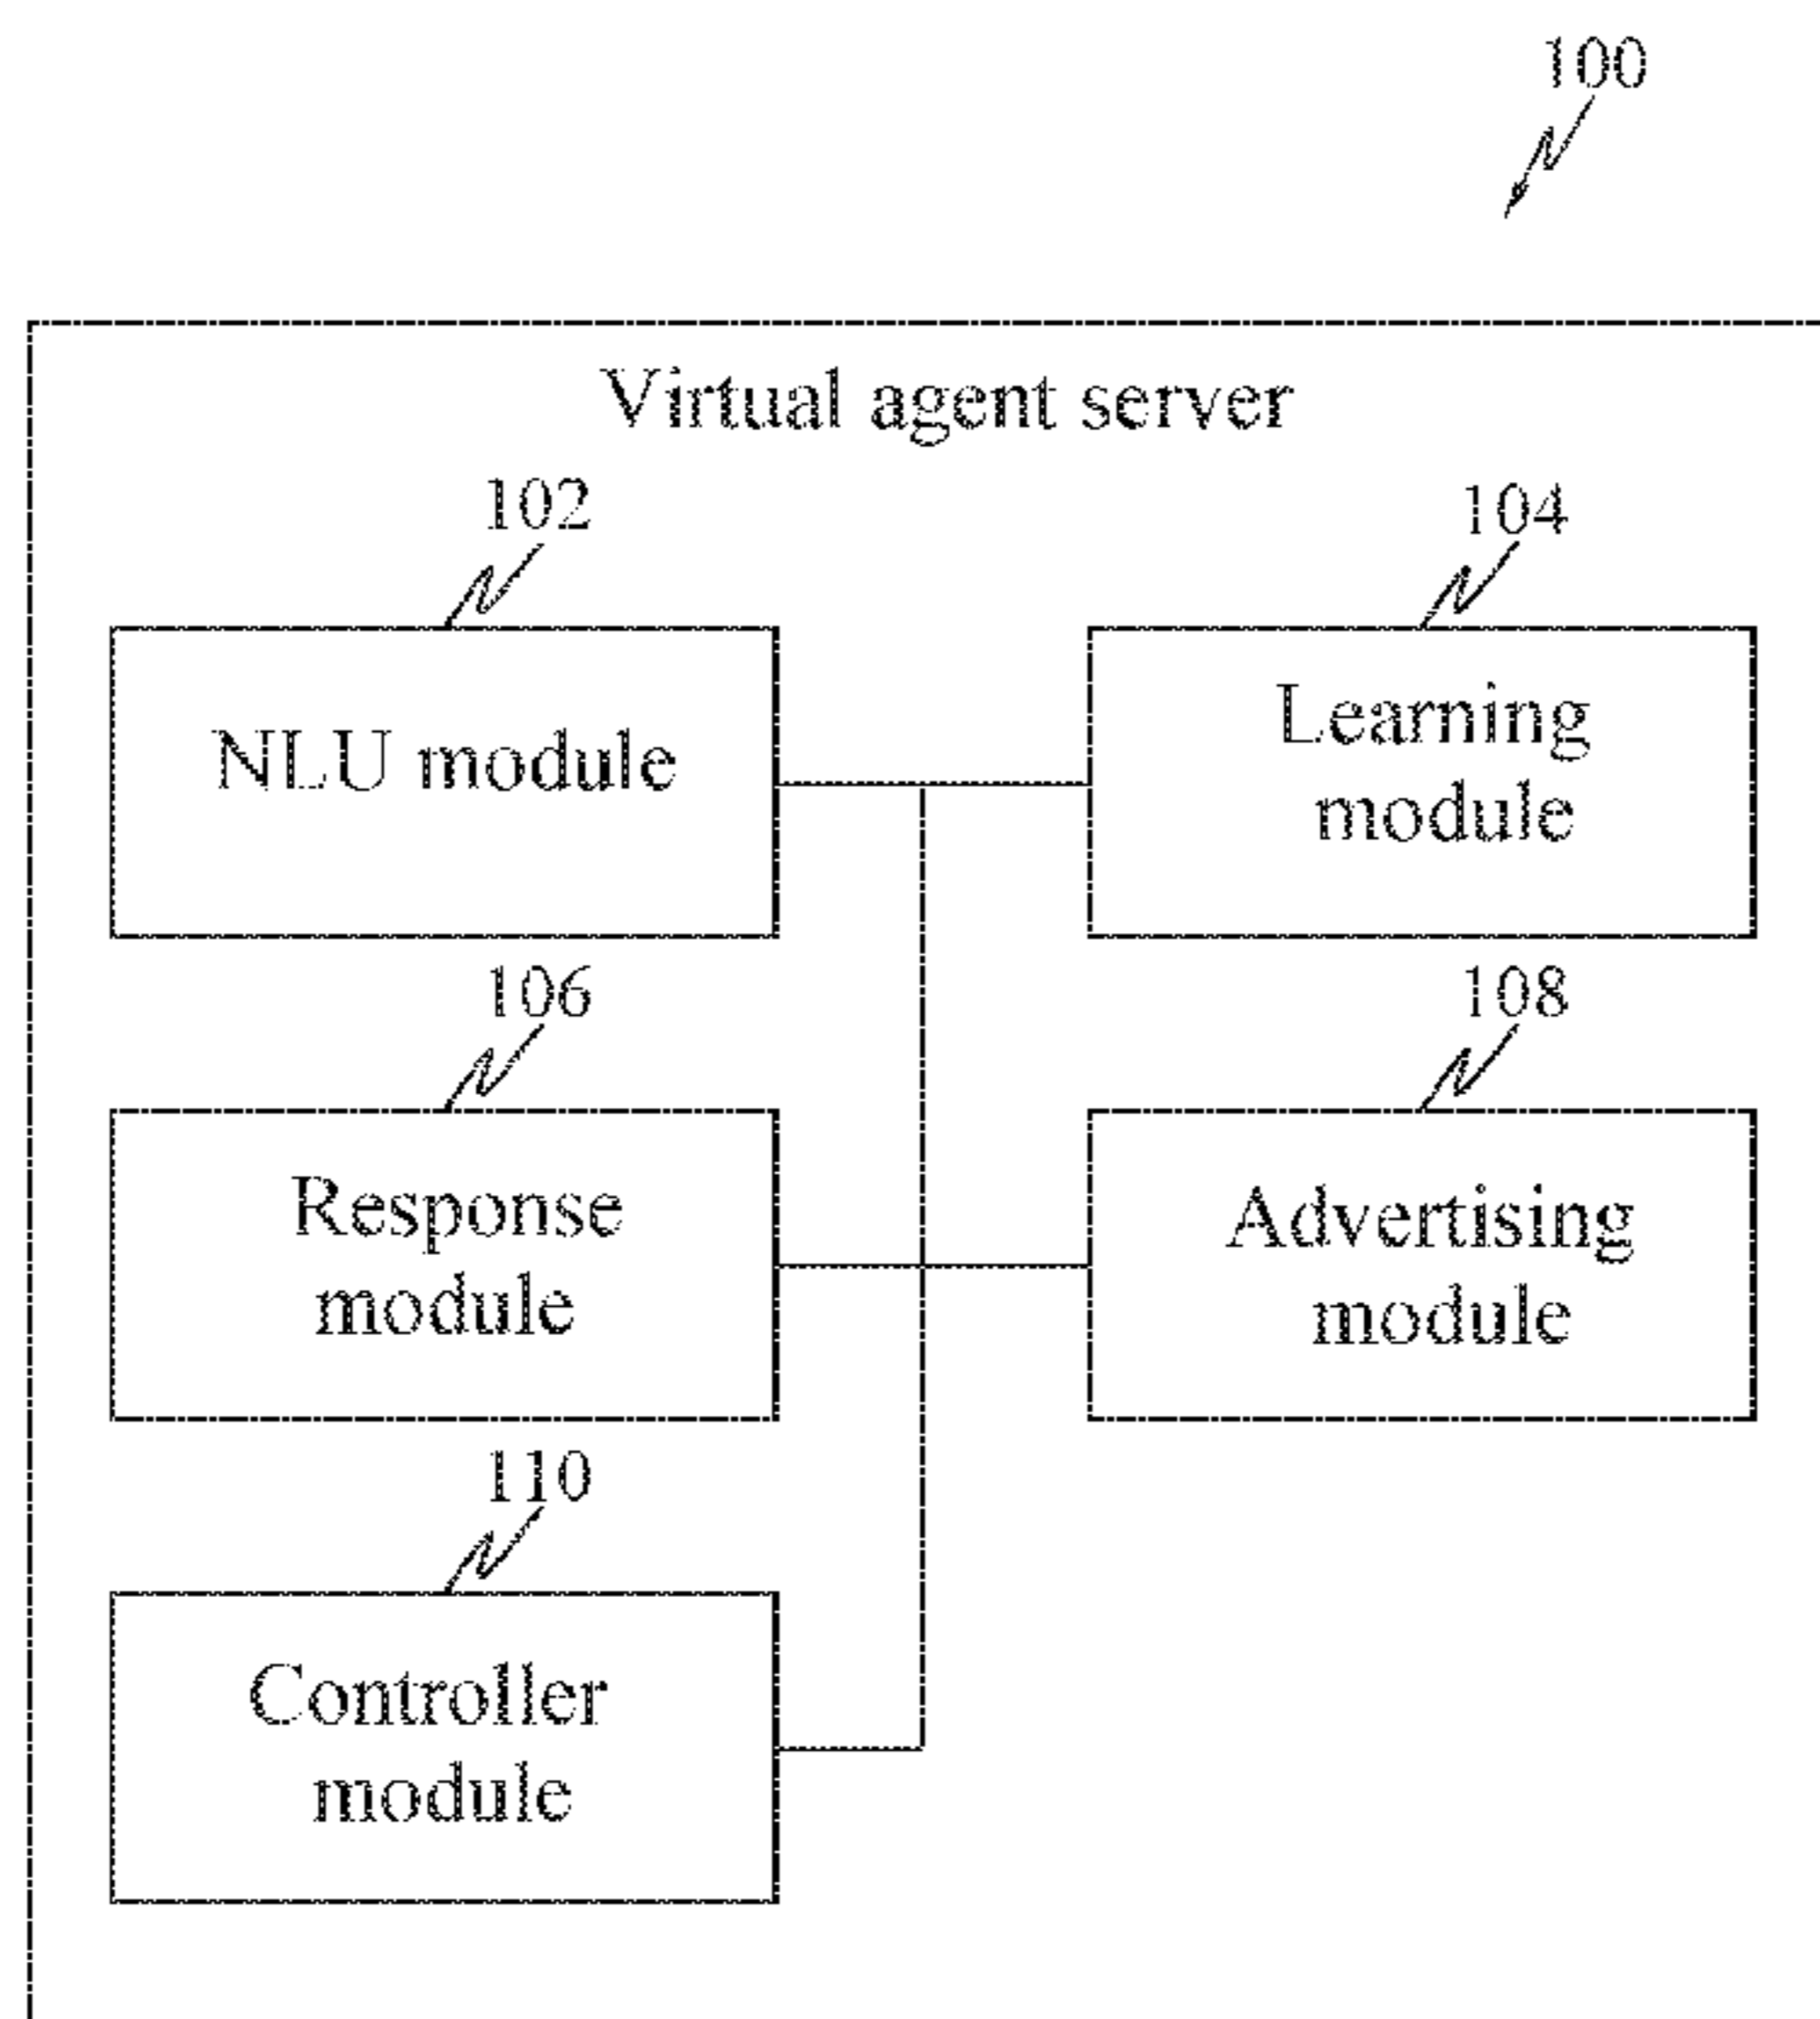 100
Virtual agent server
102
104
NLU module
Learning
module
106
108
Response
module
Advertising
module
110
Controller
module